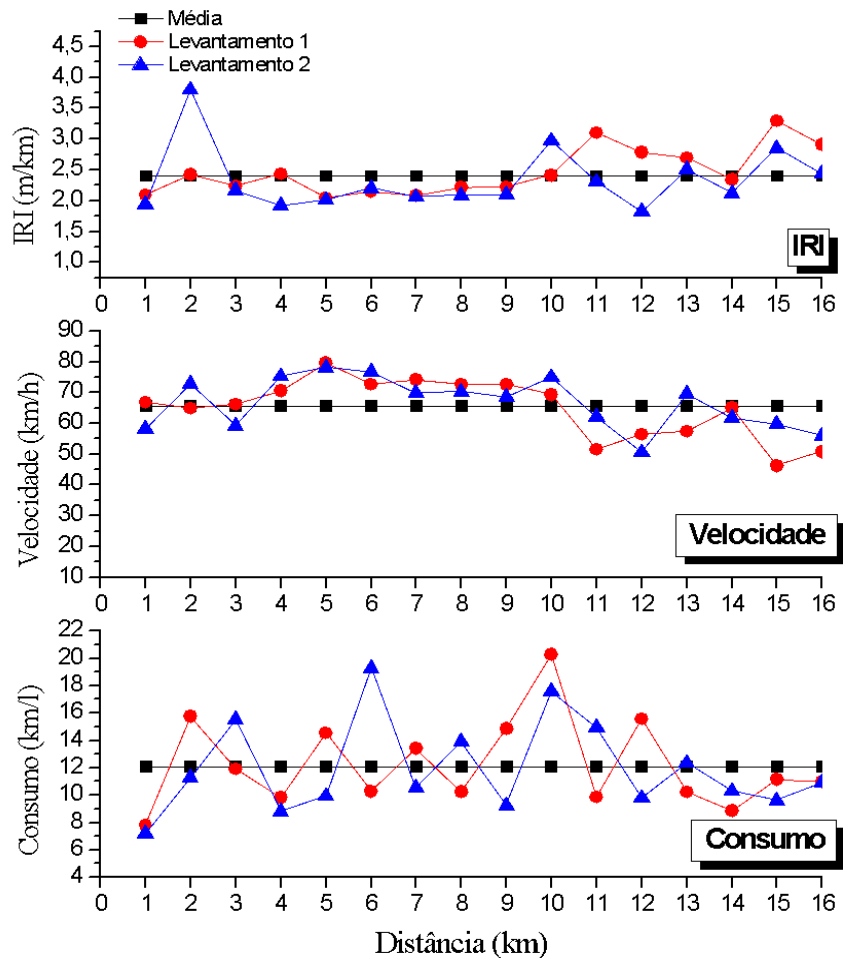 Média
Levantamento 1
Levantamento 2
4,5
4,0
3,5
3,0
2,5
2,0
1,5
1,0
IRI (m/km)
IRI
0 1 2 3 4 5 6 7 8 9 10 11 12 13 14 15 16
90
80
70
60
50
40
30
20
10
Velocidade (km/h)
Velocidade
0 1 2 3 4 5 6 7 8 9 10 11 12 13 14 15 16
22
20
18
16
14
12
10
8
6
4
Consumo (km/l)
Consumo
0 1 2 3 4 5 6 7 8 9 10 11 12 13 14 15 16
Distância (km)